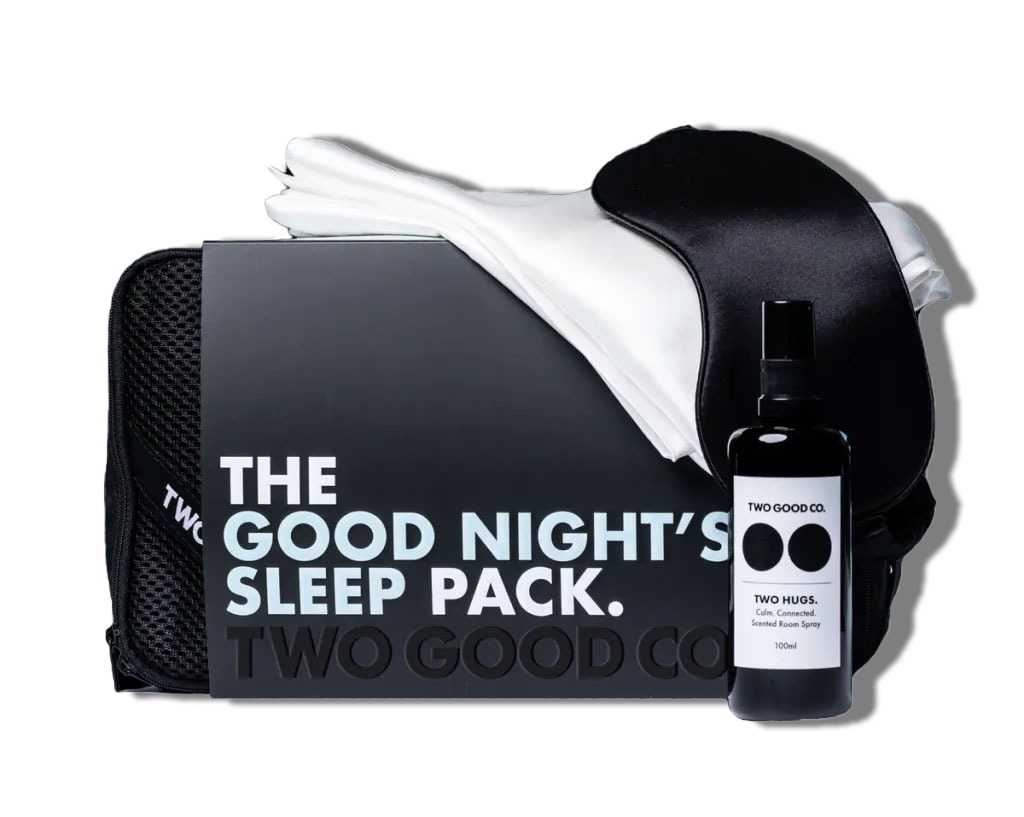 THE
GOOD NIGHT'S
SLEEP PACK.
TWO GOOD CO
TWO
TWO GOOD CO.
TWO HUGS.
Calm. Connected.
Scented Room Spray
100ml